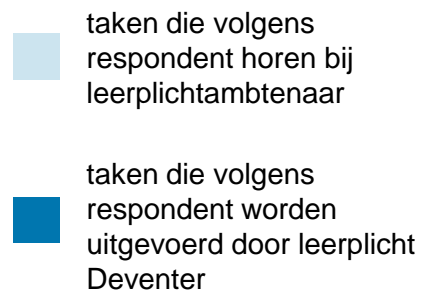 taken die volgens
respondent horen bij
leerplichtambtenaar
taken die volgens
respondent worden
uitgevoerd door leerplicht
Deventer